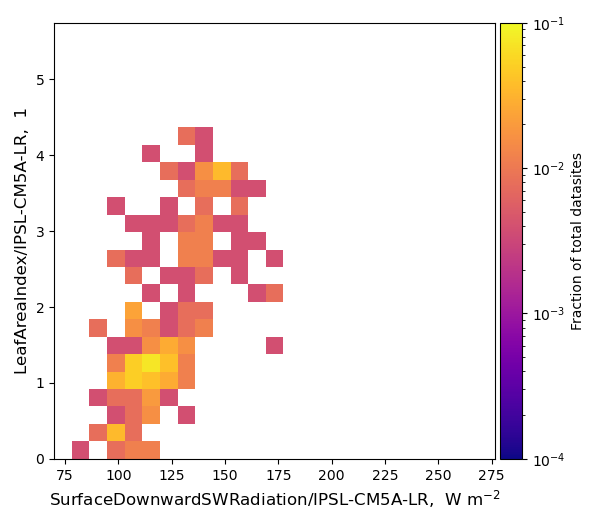 LeafAreaIndex/IPSL-CM5A-LR, 1
5
4
3
2
1
0
75 100 125 150 175 200 225 250 275
SurfaceDownwardSWRadiation/IPSL-CM5A-LR, W m⁻²
10⁻¹
10⁻²
10⁻³
10⁻⁴
Fraction of total datasites